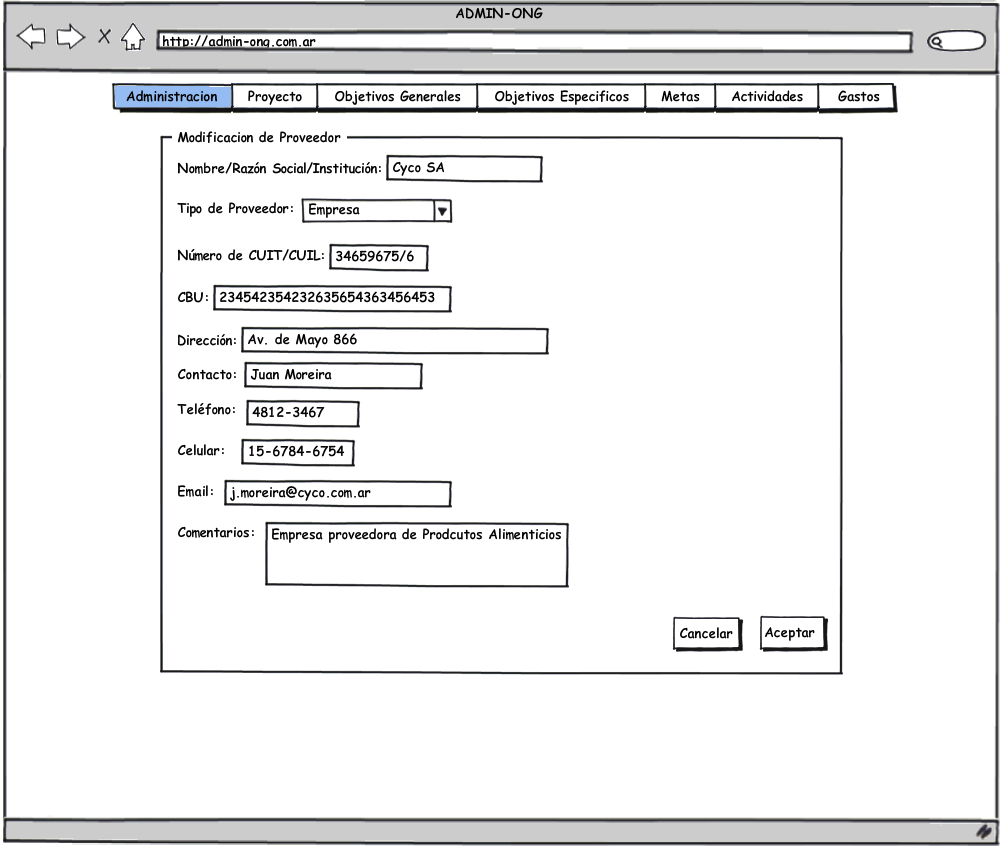 ADMIN-ONG
http://admin-ong.com.ar
Administracion Proyecto Objetivos Generales Objetivos Especificos Metas Actividades Gastos
Modificacion de Proveedor
Nombre/Razón Social/Institución: Cyco SA
Tipo de Proveedor: Empresa
Número de CUIT/CUIL: 34659675/6
CBU: 234542354232635654363456453
Dirección: Av. de Mayo 866
Contacto: Juan Moreira
Teléfono: 4812-3467
Celular: 15-6784-6754
Email: j.moreira@cyco.com.ar
Comentarios: Empresa proveedora de Prodcutos Alimenticios
Cancelar Aceptar